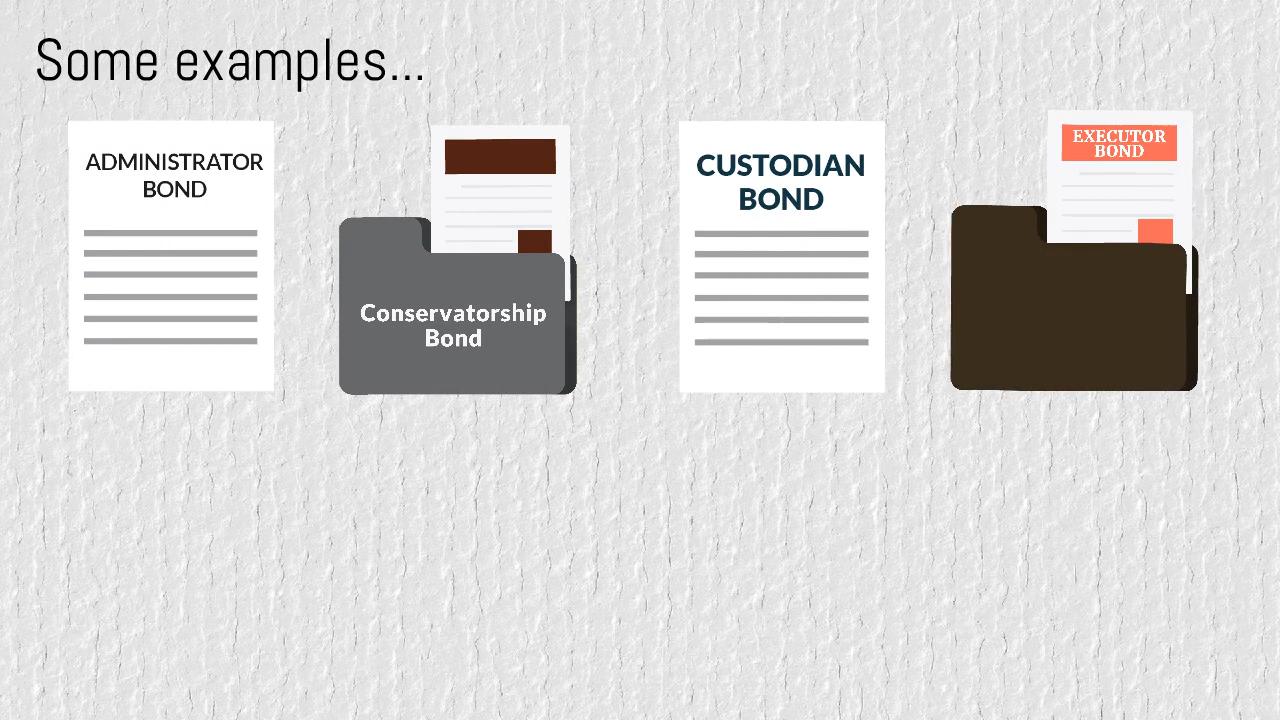 Some examples...
ADMINISTRATOR
BOND
Conservatorship
Bond
CUSTODIAN
BOND
EXECUTOR
BOND